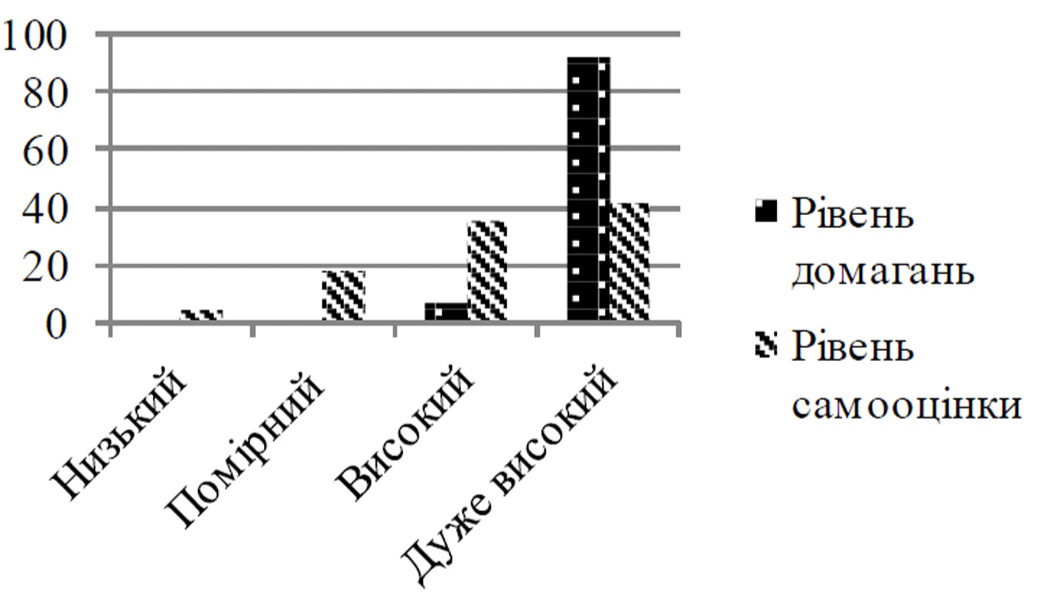 100
80
60
40
20
0
Низький
Помірний
Високий
Дуже високий
Рівень
домагань
Рівень
самооцінки